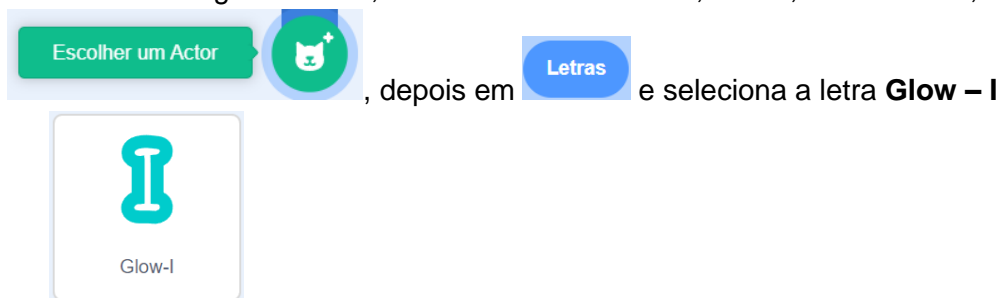 Escolher um Actor , depois em Letras e seleciona a letra Glow – I
Glow-I